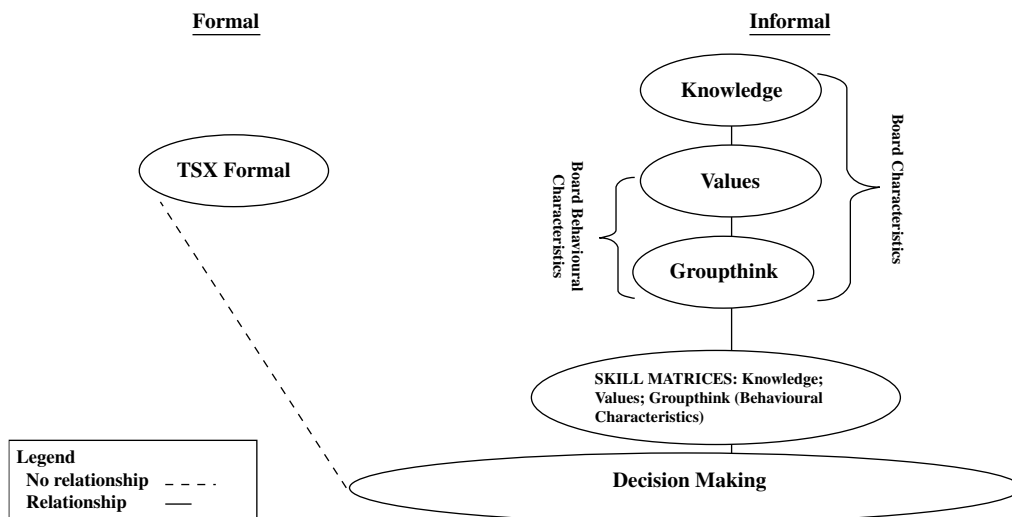 Formal
Informal
Knowledge
TSX Formal
Values
Groupthink
Board Behavioural
Characteristics
Board Characteristics
SKILL MATRICES: Knowledge;
Values; Groupthink (Behavioural
Characteristics)
Decision Making
Legend
No relationship
Relationship